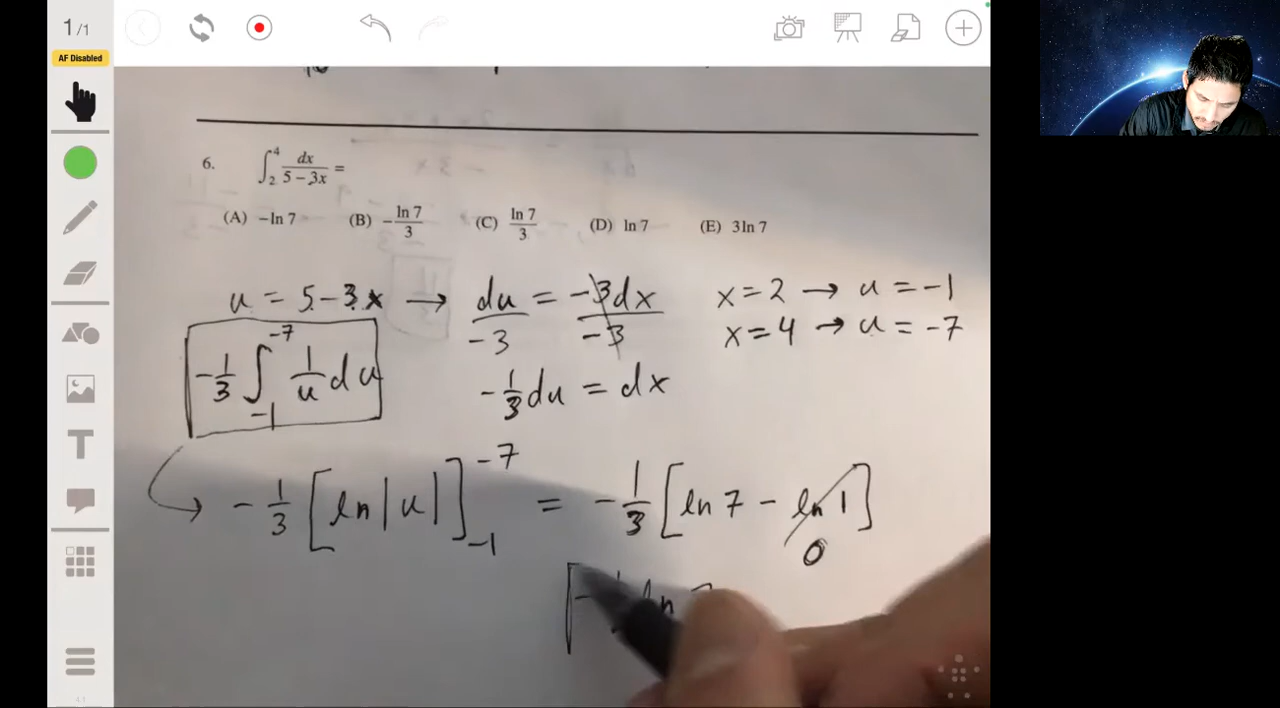 1/1
AF Disabled
6. ∫₂⁴ dx/(5 – 3x) =
(A) –ln 7 (B) –(ln 7)/3 (C) (ln 7)/3 (D) ln 7 (E) 3 ln 7
u = 5-3x → du/-3 = -3dx/-3 x=2 → u = -1
x=4 → u = -7
-1/3 ∫₋₁⁻⁷ 1/u du
-1/3 du = dx
-1/3 [ln|u|]₋₁⁻⁷ = -1/3 [ln 7 - ln 1]
0
ln
T